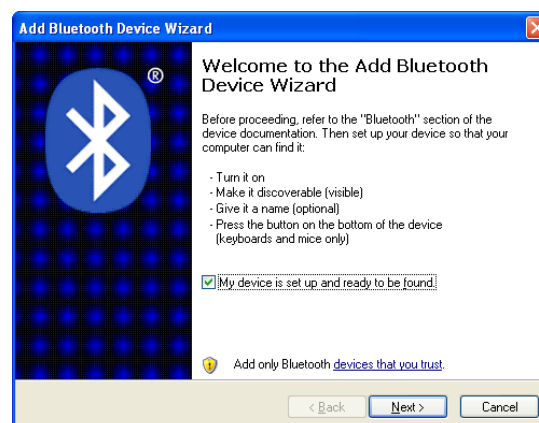 Add Bluetooth Device Wizard
®
Welcome to the Add Bluetooth
Device Wizard
Before proceeding, refer to the "Bluetooth" section of the
device documentation. Then set up your device so that your
computer can find it:
- Turn it on
- Make it discoverable (visible)
- Give it a name (optional)
- Press the button on the bottom of the device
(keyboards and mice only)
My device is set up and ready to be found.
Add only Bluetooth devices that you trust.
< Back Next > Cancel